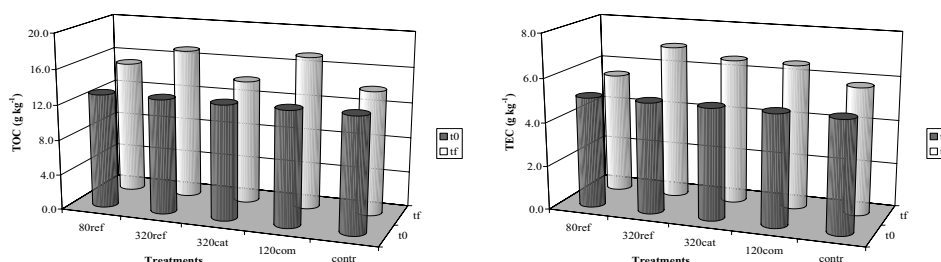 20.0
16.0
12.0
8.0
4.0
0.0
TOC (g kg-1)
80ref
320ref
320cat
120com
contr
Treatments
t0
tf
t0
tf
8.0
6.0
4.0
2.0
0.0
TEC (g kg-1)
80ref
320ref
320cat
120com
contr
Treatments
t0
tf